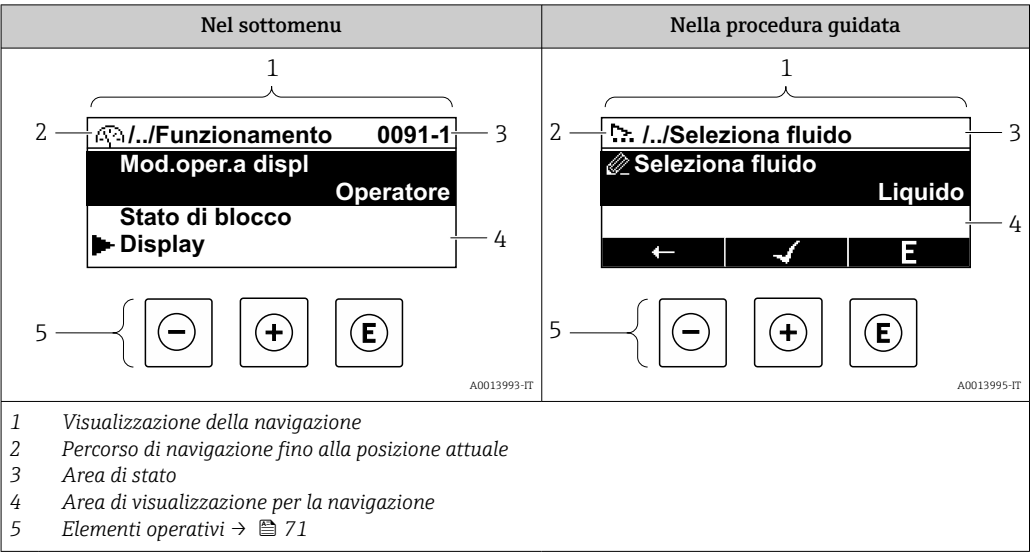 Nel sottomenu
Nella procedura guidata
1
2
/../Funzionamento 0091-1
3
Mod.oper.a displ
Operatore
Stato di blocco
Display
4
5
- + E
A0013993-IT
1
2
/../Seleziona fluido
3
Seleziona fluido
Liquido
4
← ✓ E
5
- + E
A0013995-IT
1 Visualizzazione della navigazione
2 Percorso di navigazione fino alla posizione attuale
3 Area di stato
4 Area di visualizzazione per la navigazione
5 Elementi operativi → 71